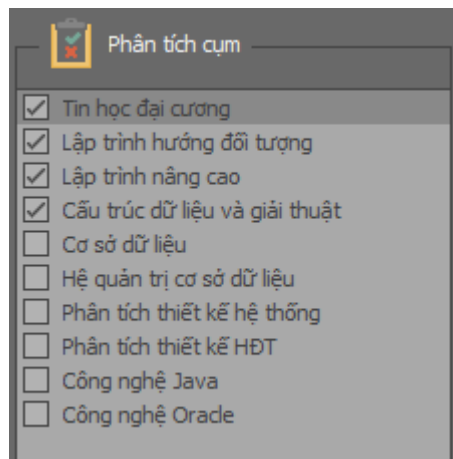 Phân tích cụm
Tin học đại cương
Lập trình hướng đối tượng
Lập trình nâng cao
Cấu trúc dữ liệu và giải thuật
Cơ sở dữ liệu
Hệ quản trị cơ sở dữ liệu
Phân tích thiết kế hệ thống
Phân tích thiết kế HĐT
Công nghệ Java
Công nghệ Oracle